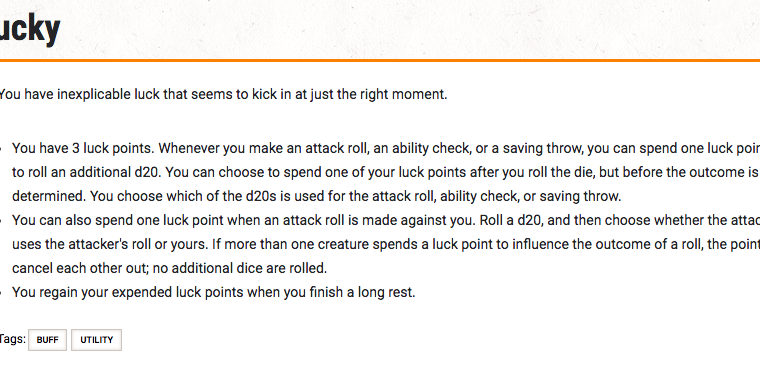 ucky
You have inexplicable luck that seems to kick in at just the right moment.
You have 3 luck points. Whenever you make an attack roll, an ability check, or a saving throw, you can spend one luck poin
to roll an additional d20. You can choose to spend one of your luck points after you roll the die, but before the outcome is
determined. You choose which of the d20s is used for the attack roll, ability check, or saving throw.
You can also spend one luck point when an attack roll is made against you. Roll a d20, and then choose whether the attac
uses the attacker's roll or yours. If more than one creature spends a luck point to influence the outcome of a roll, the point
cancel each other out; no additional dice are rolled.
You regain your expended luck points when you finish a long rest.
Tags: BUFF UTILITY